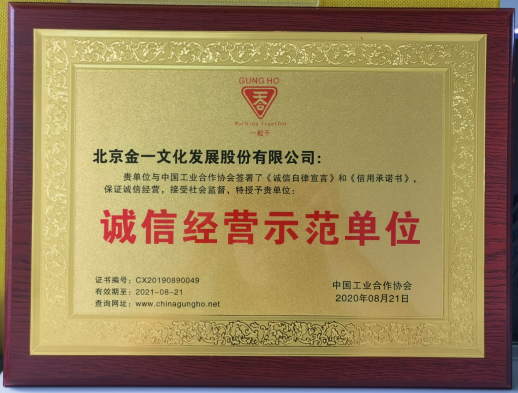 GUNG HO
天合
Working Together
一起干
北京金一文化发展股份有限公司：
贵单位与中国工业合作协会签署了《诚信自律宣言》和《信用承诺书》，
保证诚信经营，接受社会监督，特授予贵单位：
诚信经营示范单位
证书编号：CX20190890049
有效期至：2021-08-21
查询网址：www.chinagungho.net
中国工业合作协会
2020年08月21日